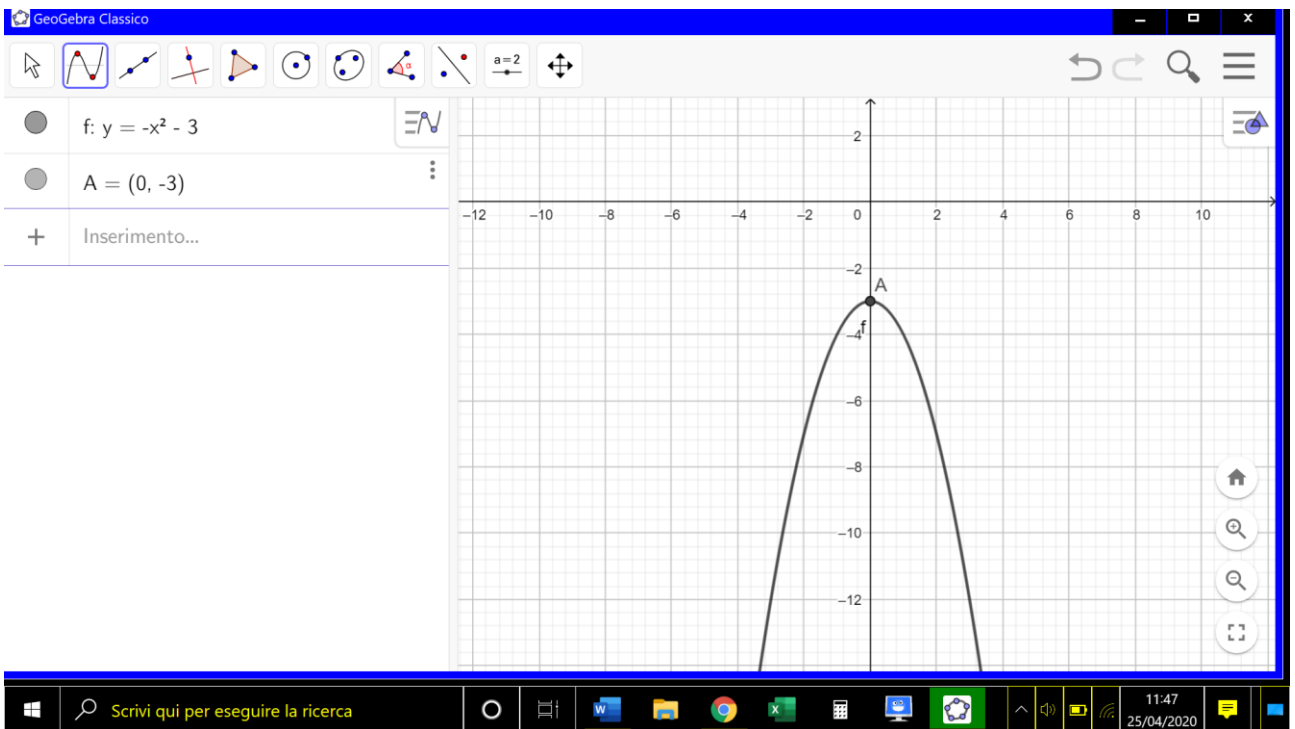 GeoGebra Classico
a = 2
f: y = -x² - 3
A = (0, -3)
Inserimento...
2
-12 -10 -8 -6 -4 -2 0 2 4 6 8 10
-2
A
f
-4
-6
-8
-10
-12
Scrivi qui per eseguire la ricerca
11:47
25/04/2020